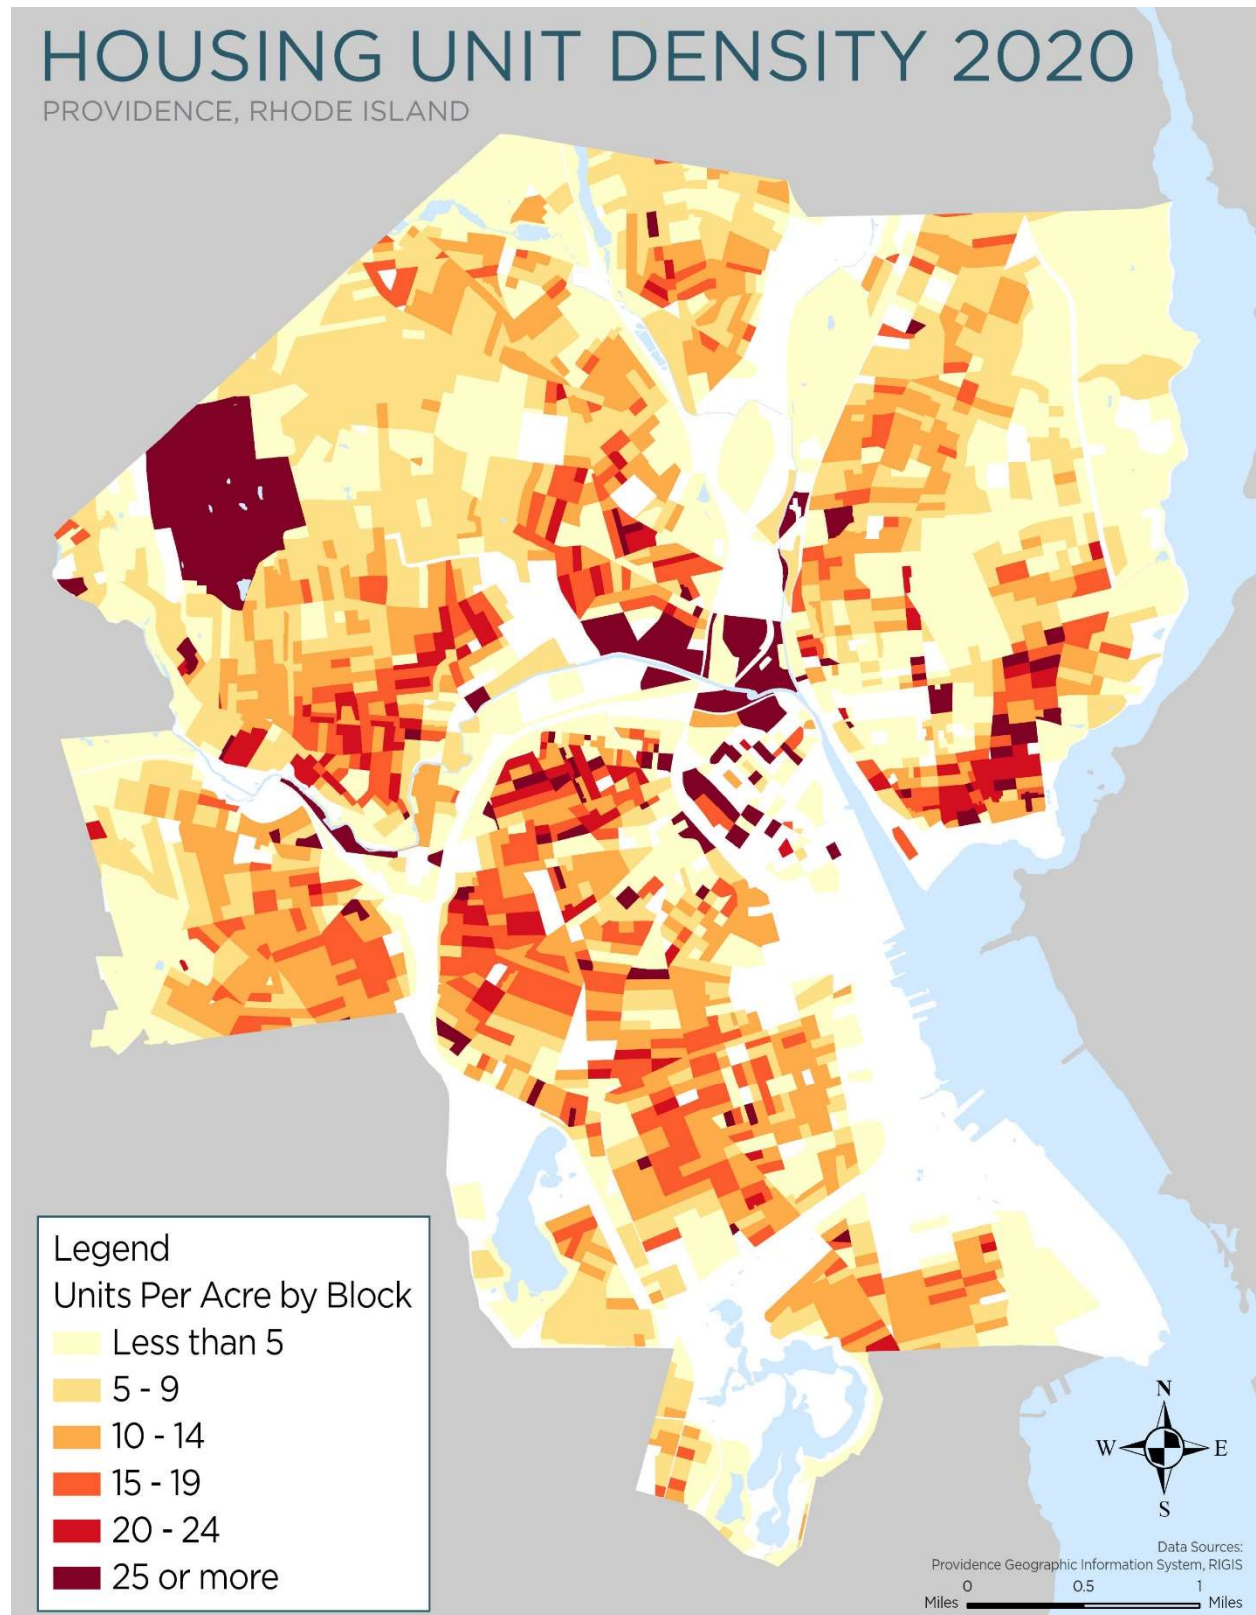 HOUSING UNIT DENSITY 2020
PROVIDENCE, RHODE ISLAND
Legend
Units Per Acre by Block
Less than 5
5 - 9
10 - 14
15 - 19
20 - 24
25 or more
N
W E
S
Data Sources:
Providence Geographic Information System, RIGIS
0 0.5 1
Miles Miles